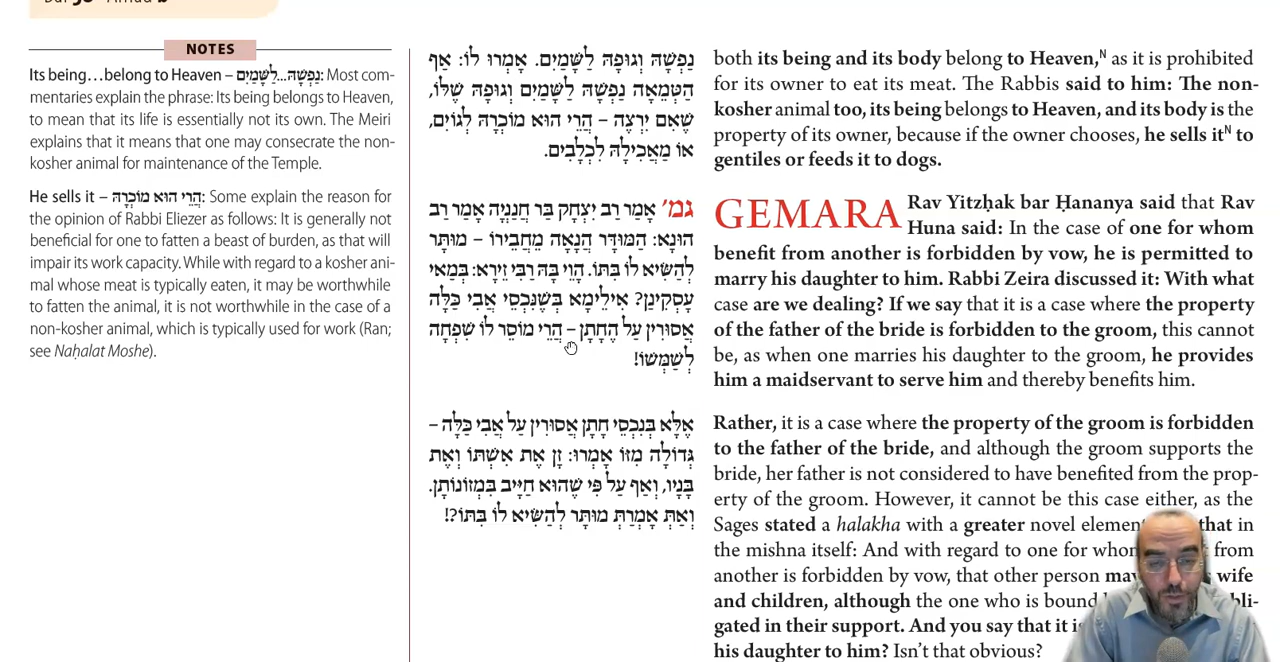 NOTES
Its being…belong to Heaven – נַפְשָׁהּ...לַשָּׁמַיִם: Most com-
mentaries explain the phrase: Its being belongs to Heaven,
to mean that its life is essentially not its own. The Meiri
explains that it means that one may consecrate the non-
kosher animal for maintenance of the Temple.
He sells it – הֲרֵי הוּא מוֹכְרָהּ: Some explain the reason for
the opinion of Rabbi Eliezer as follows: It is generally not
beneficial for one to fatten a beast of burden, as that will
impair its work capacity. While with regard to a kosher ani-
mal whose meat is typically eaten, it may be worthwhile
to fatten the animal, it is not worthwhile in the case of a
non-kosher animal, which is typically used for work (Ran;
see Naḥalat Moshe).
נַפְשָׁהּ וְגוּפָהּ לַשָּׁמַיִם. אָמְרוּ לוֹ: אַף
הַטְּמֵאָה נַפְשָׁהּ לַשָּׁמַיִם וְגוּפָהּ שֶׁלּוֹ,
שֶׁאִם יִרְצֶה – הֲרֵי הוּא מוֹכְרָהּ לְגוֹיִם,
אוֹ מַאֲכִילָהּ לִכְלָבִים.
גמ׳ אָמַר רַב יִצְחָק בַּר חֲנַנְיָה אָמַר רַב
הוּנָא: הַמּוּדָּר הֲנָאָה מֵחֲבֵירוֹ – מוּתָּר
לְהַשִּׂיא לוֹ בִּתּוֹ. הָוֵי בַּהּ רַבִּי זֵירָא: בְּמַאי
עָסְקִינַן? אִילֵימָא בְּשֶׁנִּכְסֵי אֲבִי כַלָּה
אֲסוּרִין עַל הֶחָתָן – הֲרֵי מוֹסֵר לוֹ שִׁפְחָה
לְשַׁמְּשׁוֹ!
אֶלָּא בְּנִכְסֵי חָתָן אֲסוּרִין עַל אֲבִי כַּלָּה –
גְּדוֹלָה מִזּוֹ אָמְרוּ: זָן אֶת אִשְׁתּוֹ וְאֶת
בָּנָיו, וְאַף עַל פִּי שֶׁהוּא חַיָּיב בִּמְזוֹנוֹתָן.
וְאַתְּ אָמְרַתְּ מוּתָּר לְהַשִּׂיא לוֹ בִּתּוֹ?!
both its being and its body belong to Heaven,N as it is prohibited
for its owner to eat its meat. The Rabbis said to him: The non-
kosher animal too, its being belongs to Heaven, and its body is the
property of its owner, because if the owner chooses, he sells itN to
gentiles or feeds it to dogs.
GEMARA Rav Yitzḥak bar Ḥananya said that Rav
Huna said: In the case of one for whom
benefit from another is forbidden by vow, he is permitted to
marry his daughter to him. Rabbi Zeira discussed it: With what
case are we dealing? If we say that it is a case where the property
of the father of the bride is forbidden to the groom, this cannot
be, as when one marries his daughter to the groom, he provides
him a maidservant to serve him and thereby benefits him.
Rather, it is a case where the property of the groom is forbidden
to the father of the bride, and although the groom supports the
bride, her father is not considered to have benefited from the prop-
erty of the groom. However, it cannot be this case either, as the
Sages stated a halakha with a greater novel element that in
the mishna itself: And with regard to one for whom from
another is forbidden by vow, that other person wife
and children, although the one who is bound
gated in their support. And you say that it is
his daughter to him? Isn't that obvious?